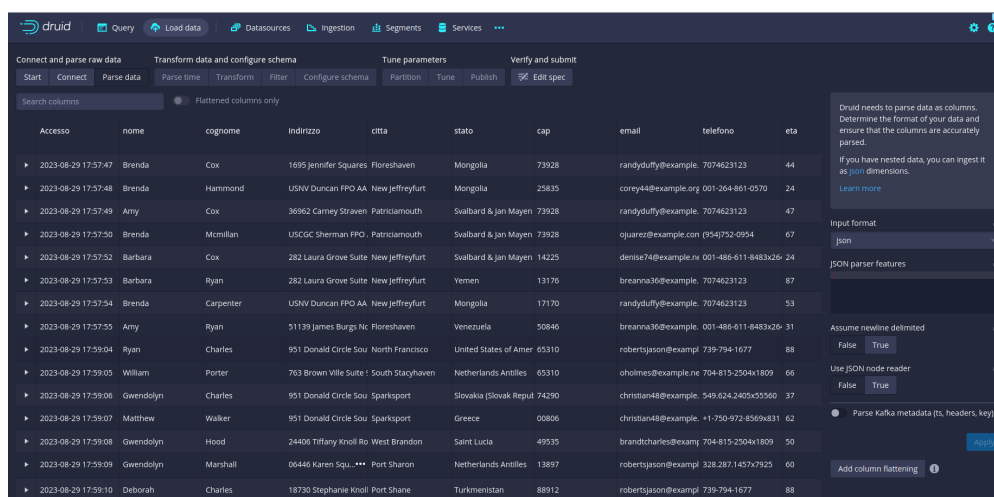 druid Query Load data Datasources Ingestion Segments Services •••
Connect and parse raw data Transform data and configure schema Tune parameters Verify and submit
Start Connect Parse data Parse time Transform Filter Configure schema Partition Tune Publish Edit spec
Search columns Flattened columns only
Accesso nome cognome indirizzo citta stato cap email telefono eta
2023-08-29 17:57:47 Brenda Cox 1695 Jennifer Squares Floreshaven Mongolia 73928 randyduffy@example. 7074623123 44
2023-08-29 17:57:48 Brenda Hammond USNV Duncan FPO AA New Jeffreyfurt Mongolia 25835 corey44@example.org 001-264-861-0570 24
2023-08-29 17:57:49 Amy Cox 36962 Carney Straven Patriciamouth Svalbard & Jan Mayen 73928 randyduffy@example. 7074623123 47
2023-08-29 17:57:50 Brenda Mcmillan USCGC Sherman FPO Patriciamouth Svalbard & Jan Mayen 73928 ojuarez@example.com (954)752-0954 67
2023-08-29 17:57:52 Barbara Cox 282 Laura Grove Suite New Jeffreyfurt Svalbard & Jan Mayen 14225 denise74@example.ne 001-486-611-8483x26 24
2023-08-29 17:57:53 Barbara Ryan 282 Laura Grove Suite New Jeffreyfurt Yemen 13176 breanna36@example. 7074623123 87
2023-08-29 17:57:54 Brenda Carpenter USNV Duncan FPO AA New Jeffreyfurt Mongolia 17170 randyduffy@example. 7074623123 53
2023-08-29 17:57:55 Amy Ryan 51139 James Burgs Floreshaven Venezuela 50846 breanna36@example. 001-486-611-8483x26 31
2023-08-29 17:59:04 Ryan Charles 951 Donald Circle Sou North Francisco United States of Amer 65310 robertsjason@exampl 739-794-1677 88
2023-08-29 17:59:05 William Porter 763 Brown Ville Suite South Stacyhaven Netherlands Antilles 65310 oholmes@example.ne 704-815-2504x1809 66
2023-08-29 17:59:06 Gwendolyn Charles 951 Donald Circle Sou Sparksport Slovakia (Slovak Repul 74290 christian48@example. 549.624.2405x55560 37
2023-08-29 17:59:07 Matthew Walker 951 Donald Circle Sou Sparksport Greece 00806 christian48@example. +1-750-972-8569x831 62
2023-08-29 17:59:08 Gwendolyn Hood 24406 Tiffany Knoll Ro West Brandon Saint Lucia 49535 brandtcharles@examp 704-815-2504x1809 50
2023-08-29 17:59:09 Gwendolyn Marshall 06446 Karen Squ...••• Port Sharon Netherlands Antilles 13897 robertsjason@exampl 328.287.1457x7925 60
2023-08-29 17:59:10 Deborah Charles 18730 Stephanie Knoll Port Shane Turkmenistan 88912 robertsjason@exampl 739-794-1677 88
Druid needs to parse data as columns.
Determine the format of your data and
ensure that the columns are accurately
parsed.
If you have nested data, you can ingest it
as json dimensions.
Learn more
Input format
json
JSON parser features
Assume newline delimited
False True
Use JSON node reader
False True
Parse Kafka metadata (ts, headers, key)
Apply
Add column flattening